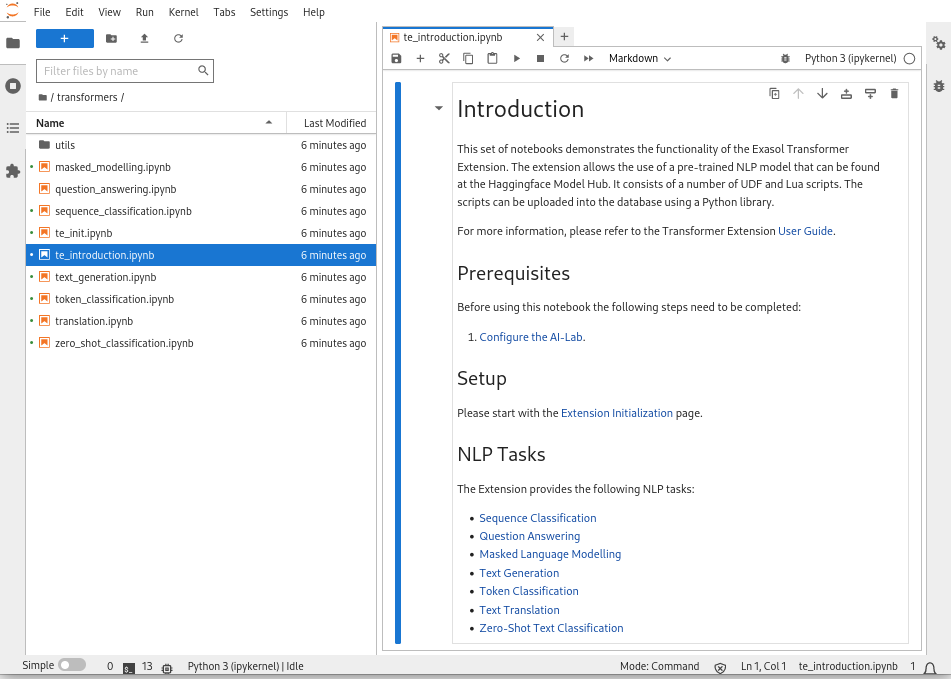 File Edit View Run Kernel Tabs Settings Help
+
Filter files by name
/ transformers /
Name Last Modified
utils 6 minutes ago
masked_modelling.ipynb 6 minutes ago
question_answering.ipynb 6 minutes ago
sequence_classification.ipynb 6 minutes ago
te_init.ipynb 6 minutes ago
te_introduction.ipynb 6 minutes ago
text_generation.ipynb 6 minutes ago
token_classification.ipynb 6 minutes ago
translation.ipynb 6 minutes ago
zero_shot_classification.ipynb 6 minutes ago
te_introduction.ipynb
Markdown Python 3 (ipykernel)
Introduction
This set of notebooks demonstrates the functionality of the Exasol Transformer
Extension. The extension allows the use of a pre-trained NLP model that can be found
at the Haggingface Model Hub. It consists of a number of UDF and Lua scripts. The
scripts can be uploaded into the database using a Python library.
For more information, please refer to the Transformer Extension User Guide.
Prerequisites
Before using this notebook the following steps need to be completed:
1. Configure the AI-Lab.
Setup
Please start with the Extension Initialization page.
NLP Tasks
The Extension provides the following NLP tasks:
• Sequence Classification
• Question Answering
• Masked Language Modelling
• Text Generation
• Token Classification
• Text Translation
• Zero-Shot Text Classification
Simple 0 13 Python 3 (ipykernel) | Idle Mode: Command Ln 1, Col 1 te_introduction.ipynb 1